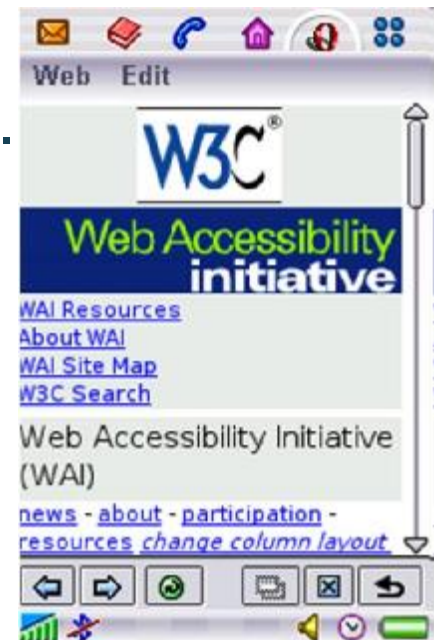 Web Edit
W3C®
Web Accessibility
initiative
WAI Resources
About WAI
WAI Site Map
W3C Search
Web Accessibility Initiative
(WAI)
news - about - participation -
resources change column layout